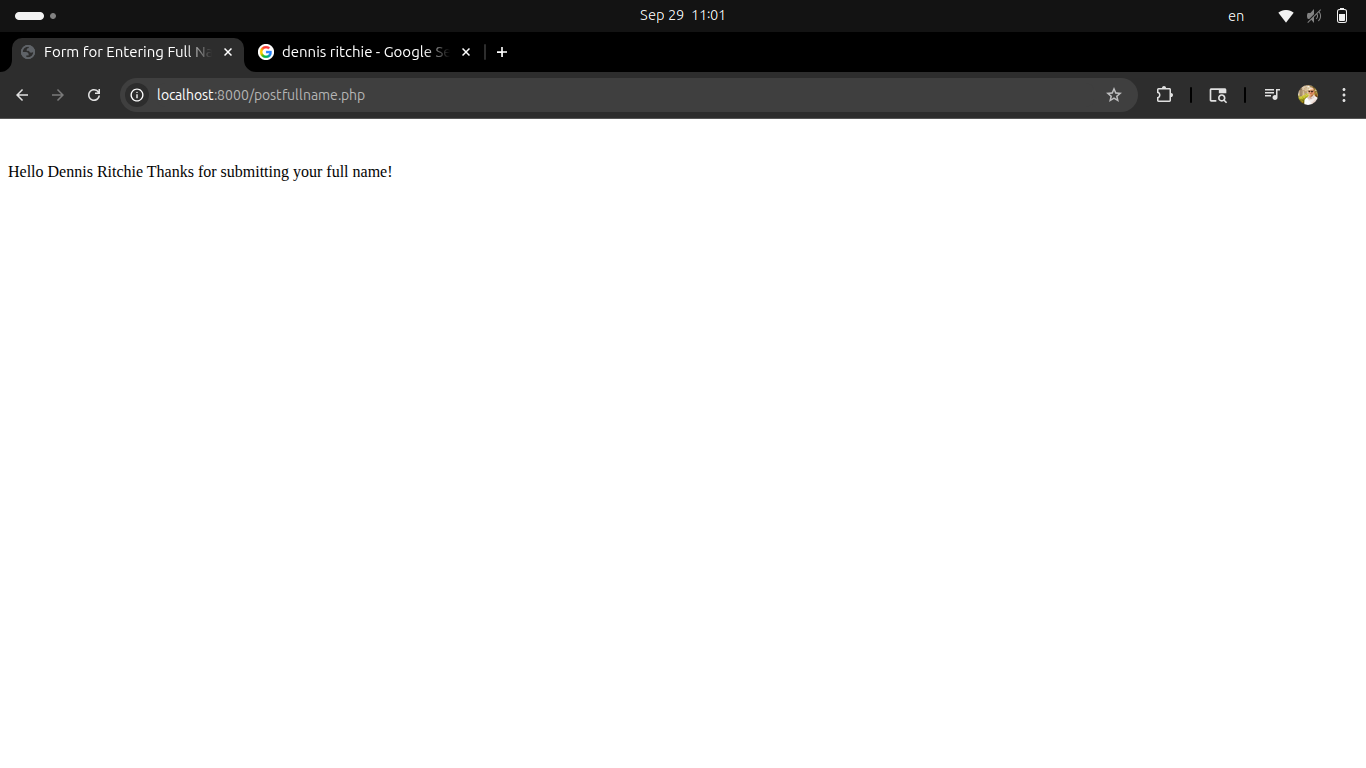 Sep 29 11:01
en
Form for Entering Full Na
dennis ritchie - Google Se
localhost:8000/postfullname.php
Hello Dennis Ritchie Thanks for submitting your full name!